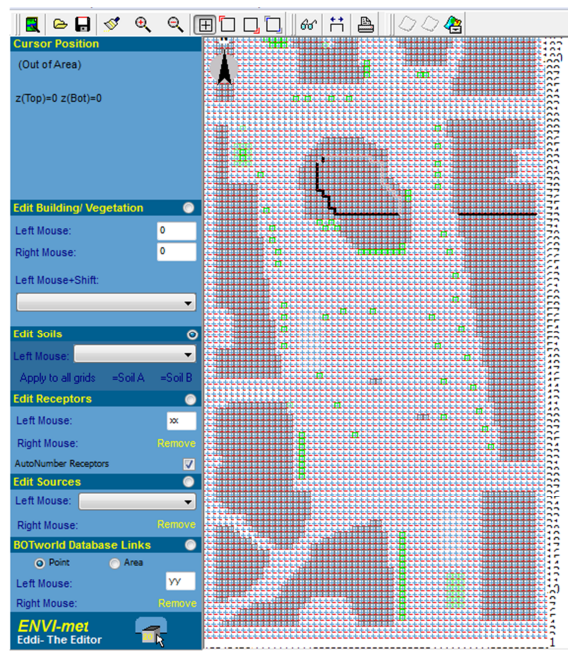 Cursor Position
(Out of Area)
z(Top)=0 z(Bot)=0
Edit Building/ Vegetation
Left Mouse: 0
Right Mouse: 0
Left Mouse+Shift:
Edit Soils
Left Mouse:
Apply to all grids =Soil A =Soil B
Edit Receptors
Left Mouse: xx
Right Mouse: Remove
AutoNumber Receptors
Edit Sources
Left Mouse:
Right Mouse: Remove
BOTworld Database Links
Point Area
Left Mouse: yy
Right Mouse: Remove
ENVI-met
Eddi- The Editor